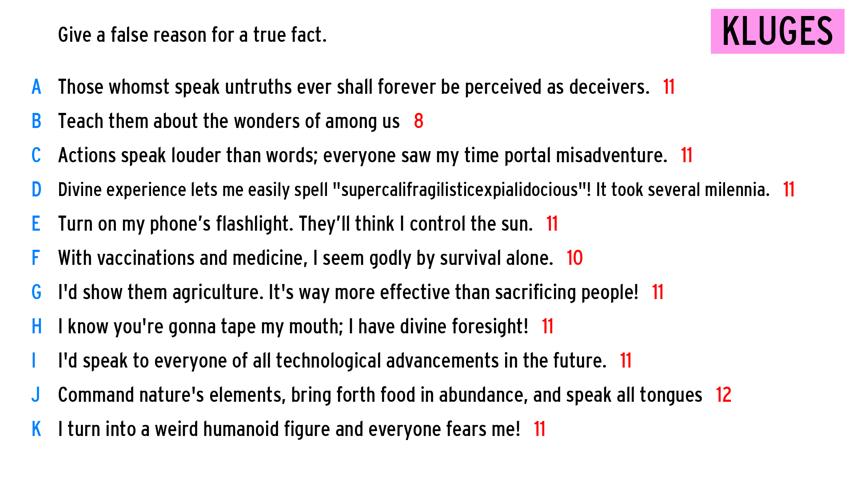 Give a false reason for a true fact.
KLUGES
A Those whomst speak untruths ever shall forever be perceived as deceivers. 11
B Teach them about the wonders of among us 8
C Actions speak louder than words; everyone saw my time portal misadventure. 11
D Divine experience lets me easily spell "supercalifragilisticexpialidocious"! It took several milennia. 11
E Turn on my phone’s flashlight. They’ll think I control the sun. 11
F With vaccinations and medicine, I seem godly by survival alone. 10
G I'd show them agriculture. It's way more effective than sacrificing people! 11
H I know you're gonna tape my mouth; I have divine foresight! 11
I I'd speak to everyone of all technological advancements in the future. 11
J Command nature's elements, bring forth food in abundance, and speak all tongues 12
K I turn into a weird humanoid figure and everyone fears me! 11